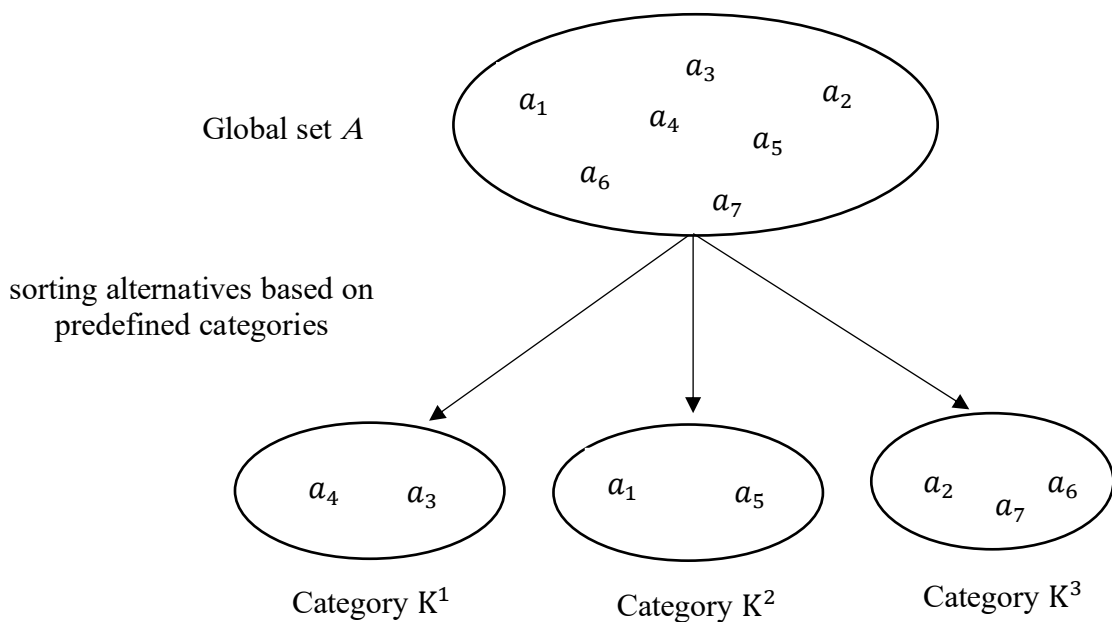 a₃
a₁
a₂
a₄
Global set A
a₅
a₆
a₇
sorting alternatives based on
predefined categories
a₄ a₃
a₁ a₅
a₂ a₇ a₆
Category K¹
Category K²
Category K³